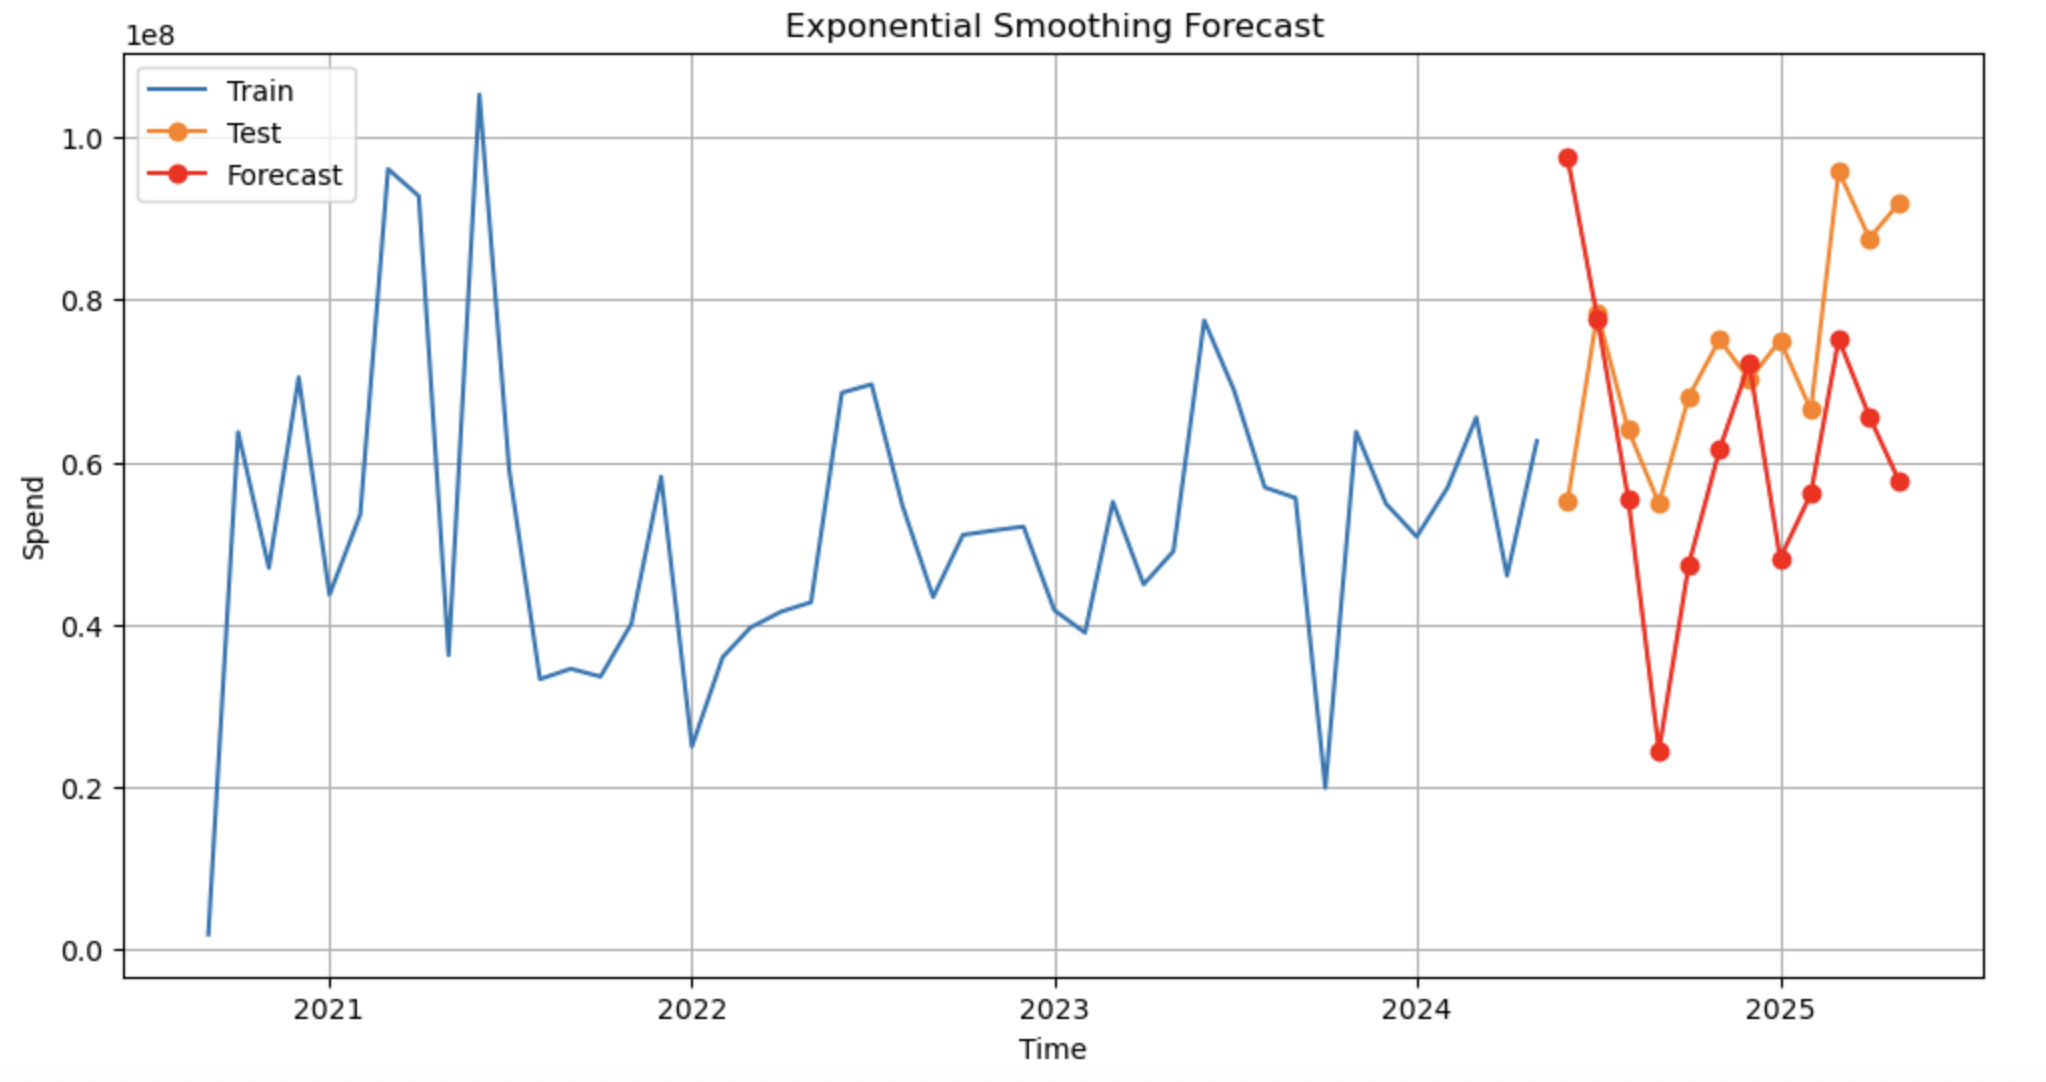 Exponential Smoothing Forecast
1e8
Train
Test
Forecast
1.0
0.8
0.6
0.4
0.2
0.0
Spend
2021 2022 2023 2024 2025
Time